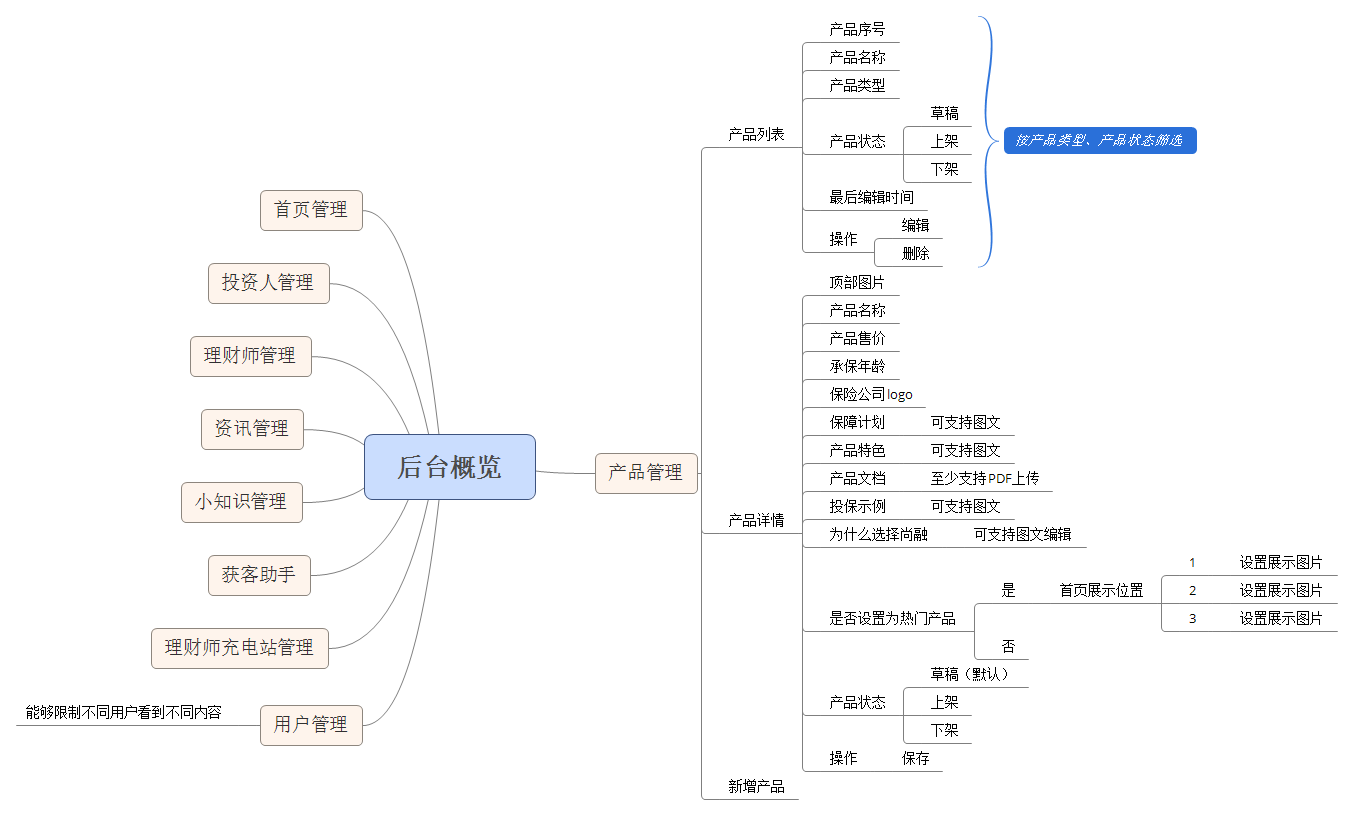 后台概览
首页管理
投资人管理
理财师管理
资讯管理
小知识管理
获客助手
理财师充电站管理
用户管理
能够限制不同用户看到不同内容
产品管理
产品列表
产品序号
产品名称
产品类型
产品状态
草稿
上架
下架
最后编辑时间
操作
编辑
删除
按产品类型、产品状态筛选
产品详情
顶部图片
产品名称
产品售价
承保年龄
保险公司logo
保障计划
可支持图文
产品特色
可支持图文
产品文档
至少支持PDF上传
投保示例
可支持图文
为什么选择尚融
可支持图文编辑
是否设置为热门产品
是
首页展示位置
1
设置展示图片
2
设置展示图片
3
设置展示图片
否
产品状态
草稿（默认）
上架
下架
操作
保存
新增产品